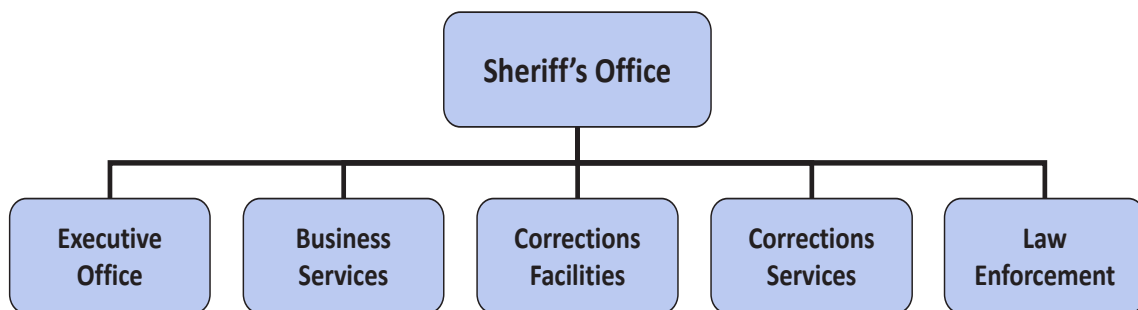 Sheriff’s Office
Executive
Office
Business
Services
Corrections
Facilities
Corrections
Services
Law
Enforcement